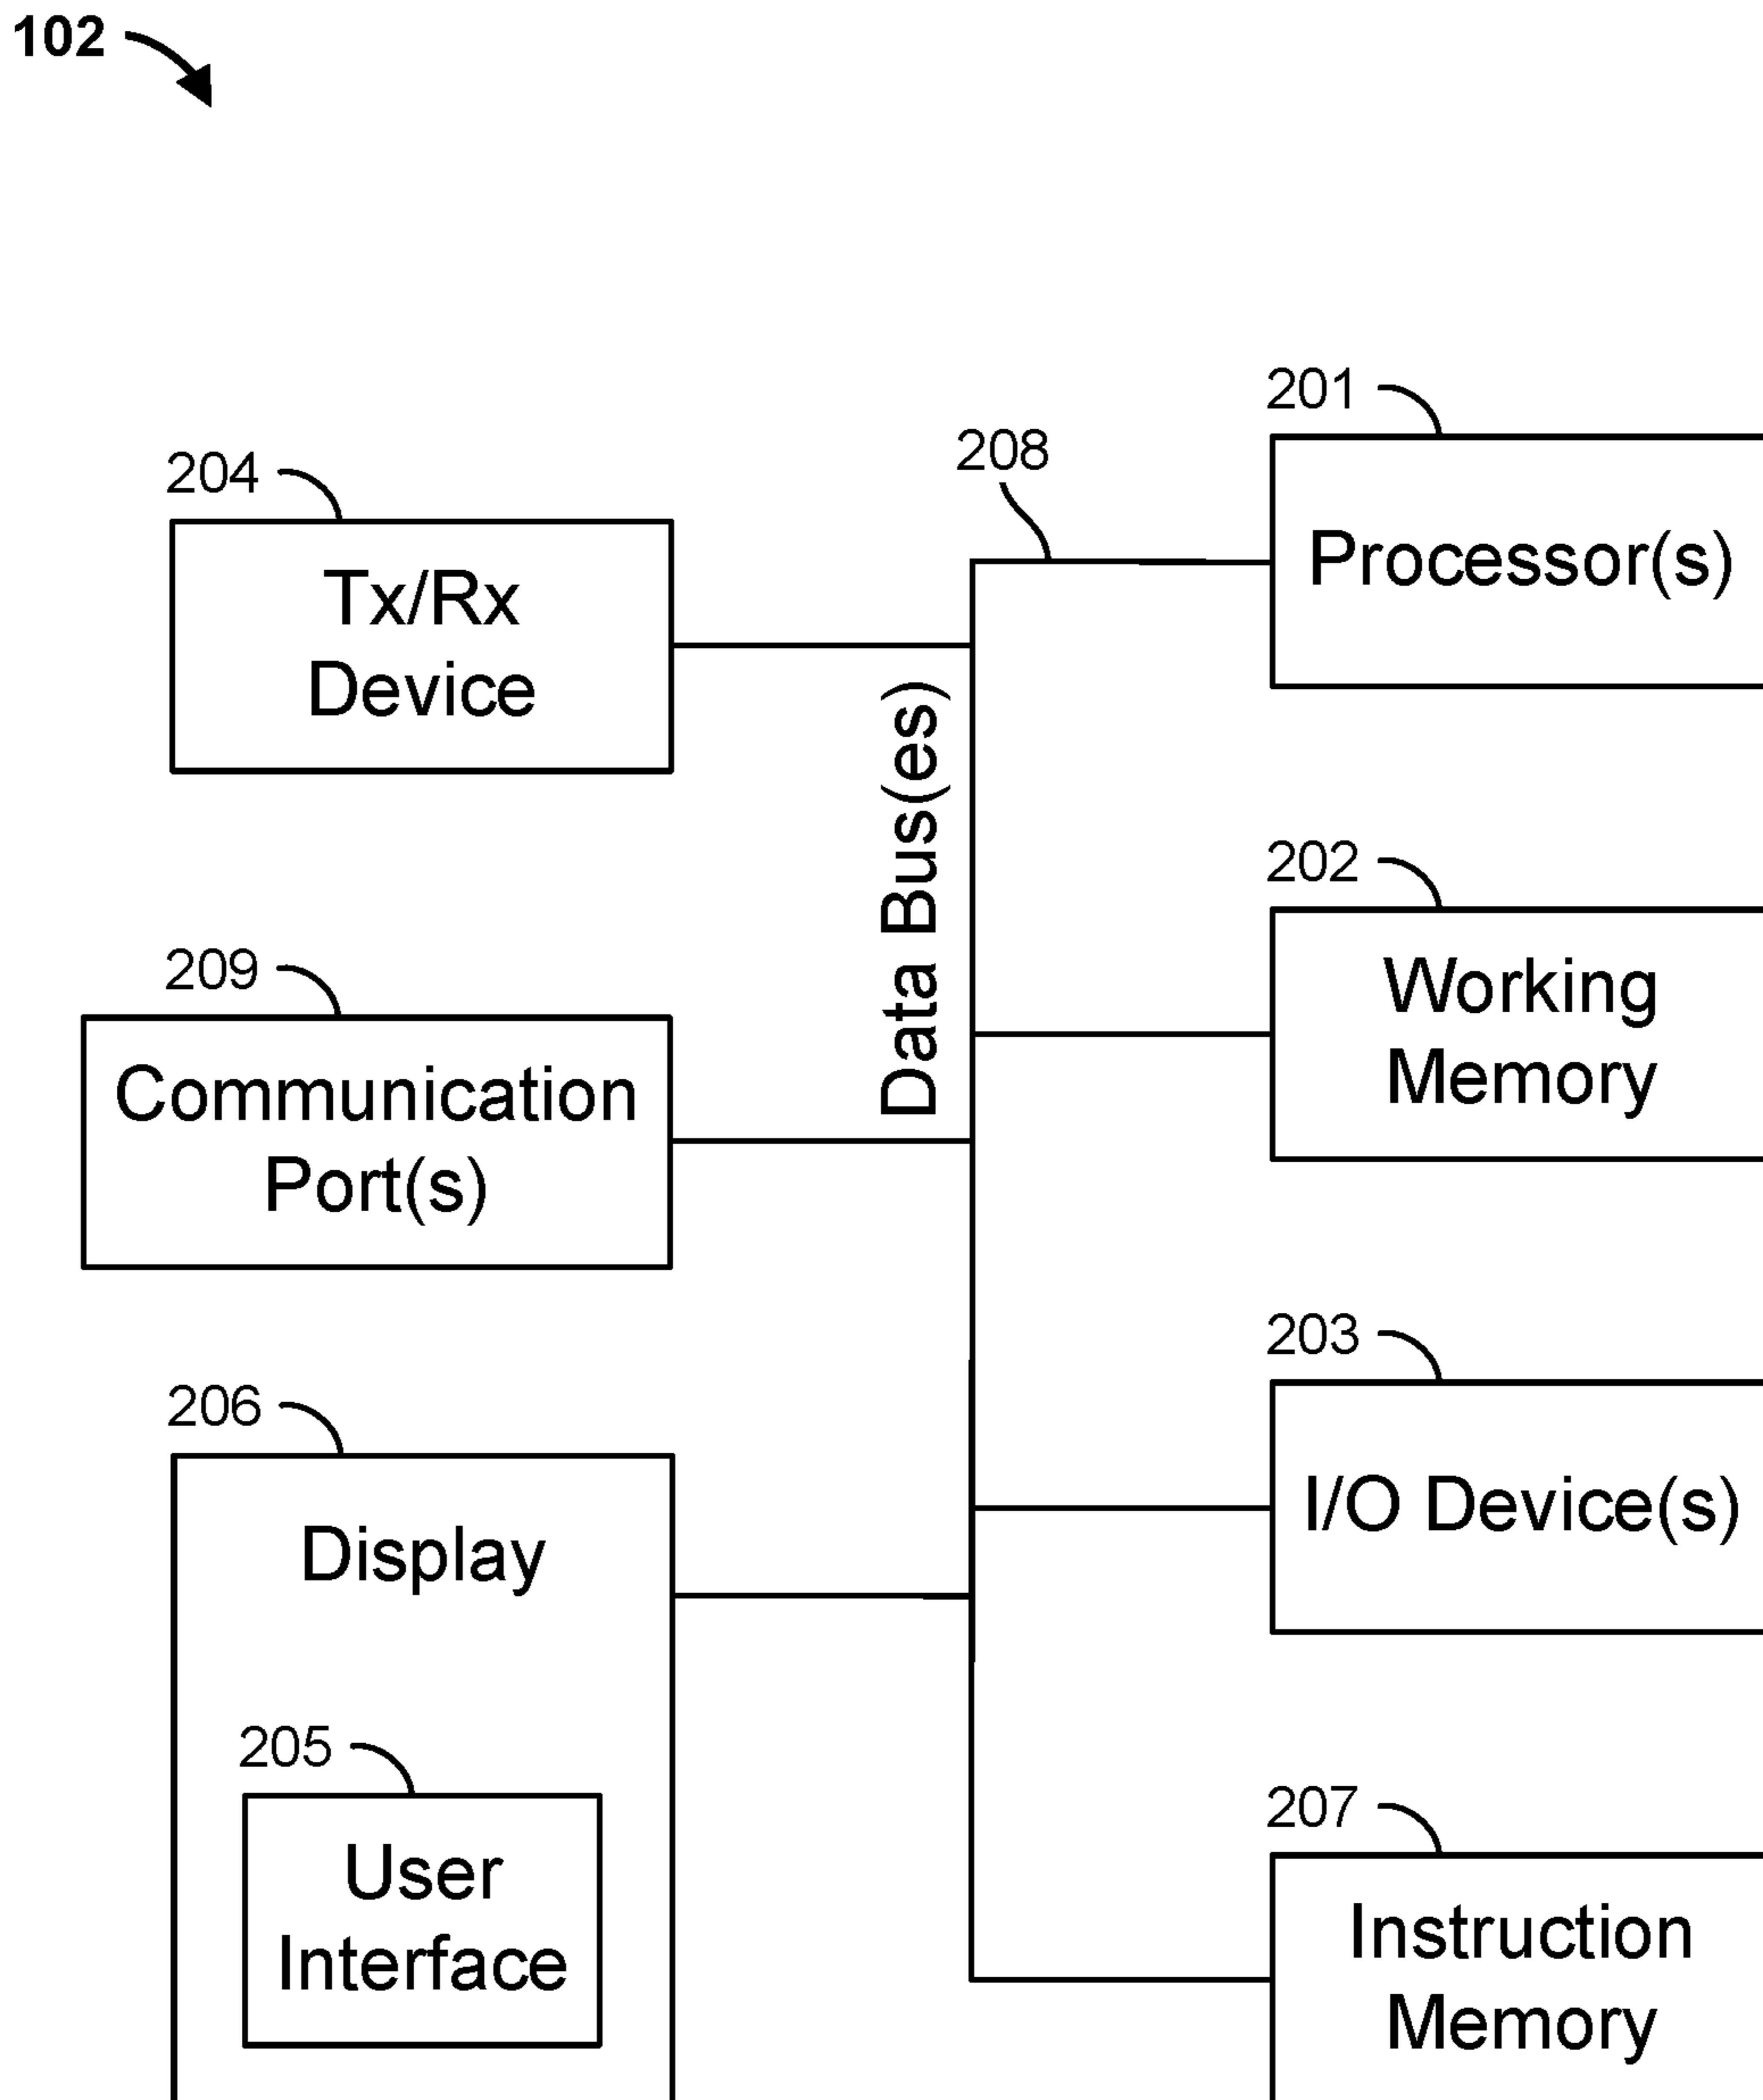 102
204
Tx/Rx
Device
209
Communication
Port(s)
206
Display
205
User
Interface
208
Data Bus(es)
201
Processor(s)
202
Working
Memory
203
I/O Device(s)
207
Instruction
Memory